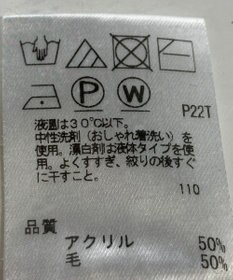 P
W
P22T
液温は30℃以下。
中性洗剤（おしゃれ着洗い）を
使用。漂白剤は液体タイプを使
用。よくすすぎ、絞りの後すぐ
に干すこと。
110
品質
アクリル 50%
毛 50%